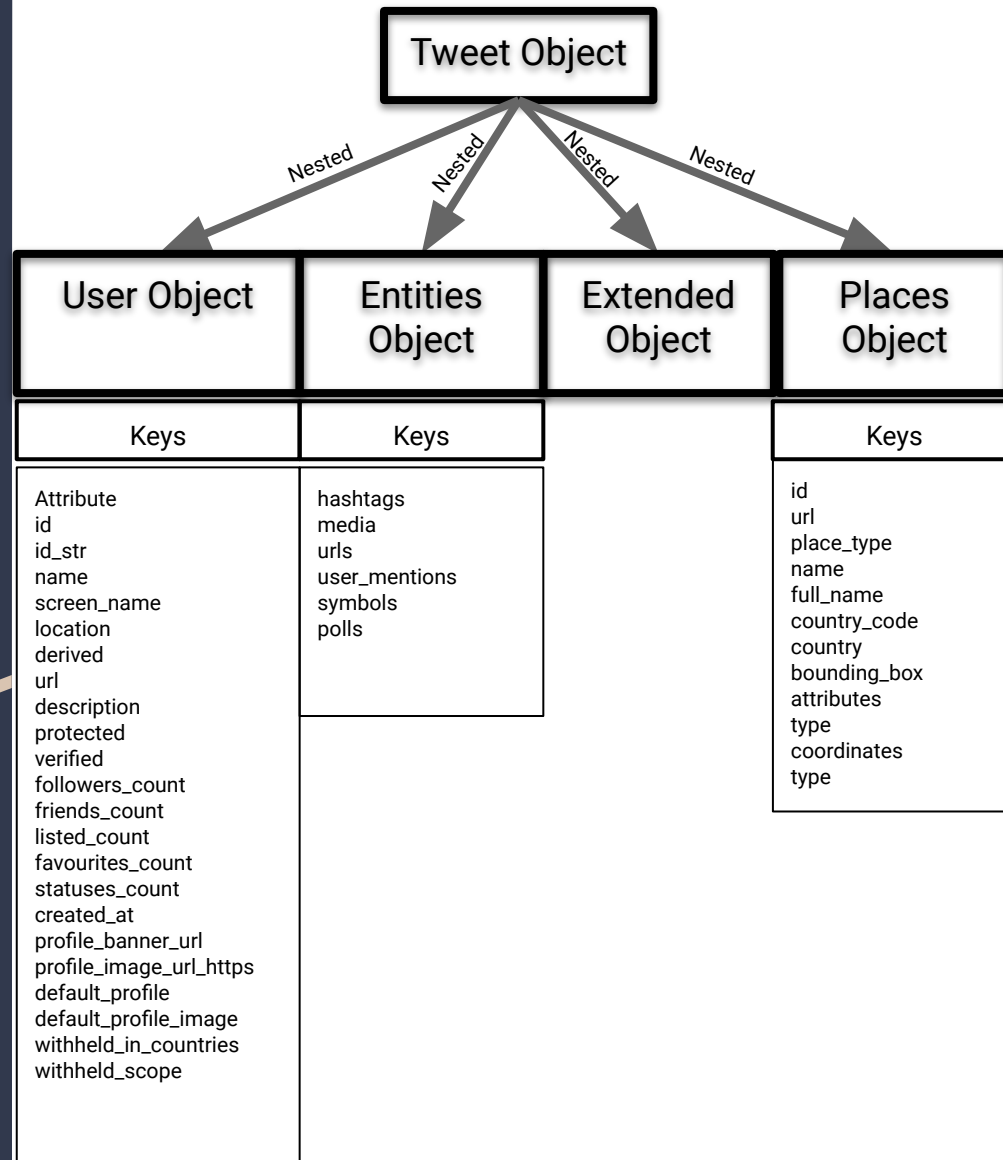 Tweet Object
Nested
Nested
Nested
Nested
User Object
Entities
Object
Extended
Object
Places
Object
Keys
Keys
Keys
Attribute
id
id_str
name
screen_name
location
derived
url
description
protected
verified
followers_count
friends_count
listed_count
favourites_count
statuses_count
created_at
profile_banner_url
profile_image_url_https
default_profile
default_profile_image
withheld_in_countries
withheld_scope
hashtags
media
urls
user_mentions
symbols
polls
id
url
place_type
name
full_name
country_code
country
bounding_box
attributes
type
coordinates
type